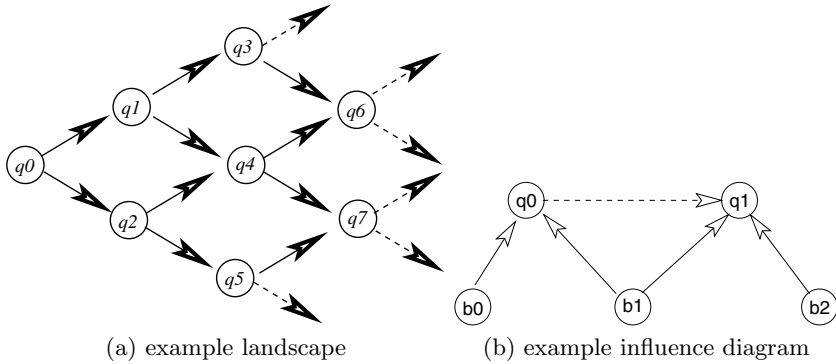 q3
q1
q6
q0
q4
q2
q7
q5
q0
q1
b0
b1
b2
(a) example landscape
(b) example influence diagram